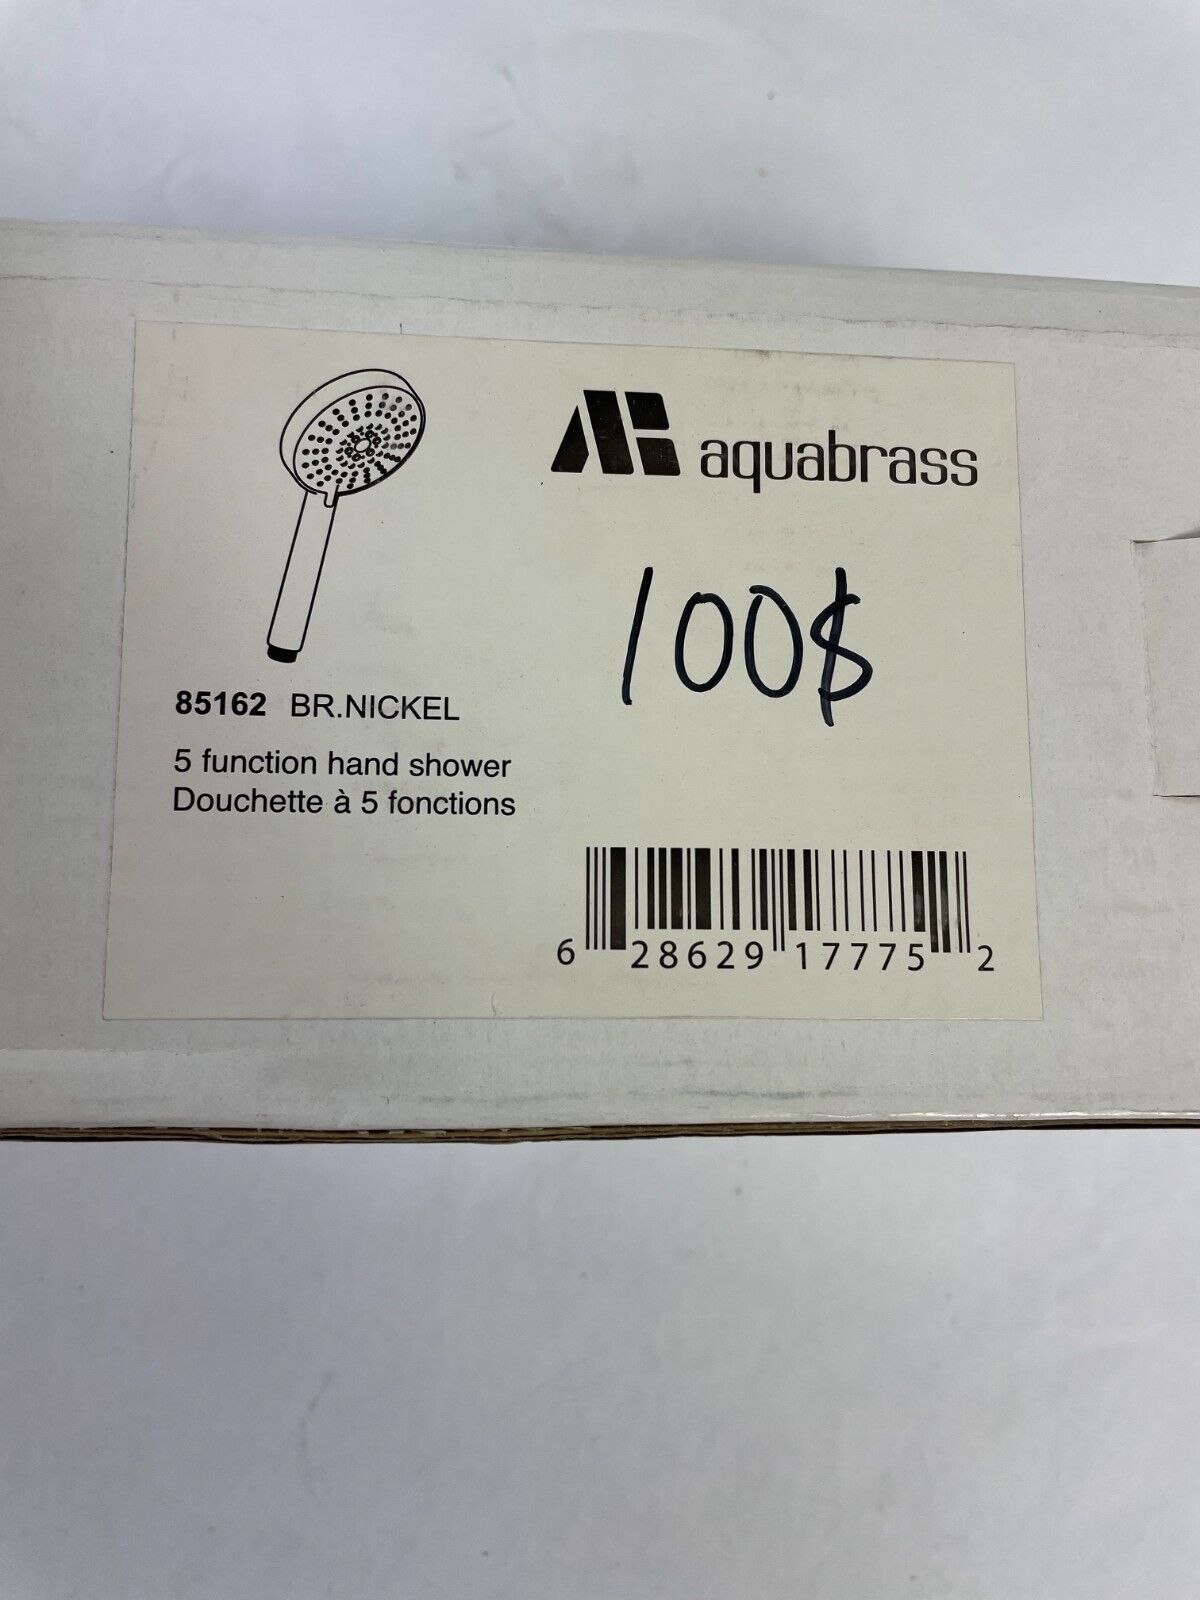 aquabrass
100$
85162 BR.NICKEL
5 function hand shower
Douchette à 5 fonctions
6 28629 17775 2